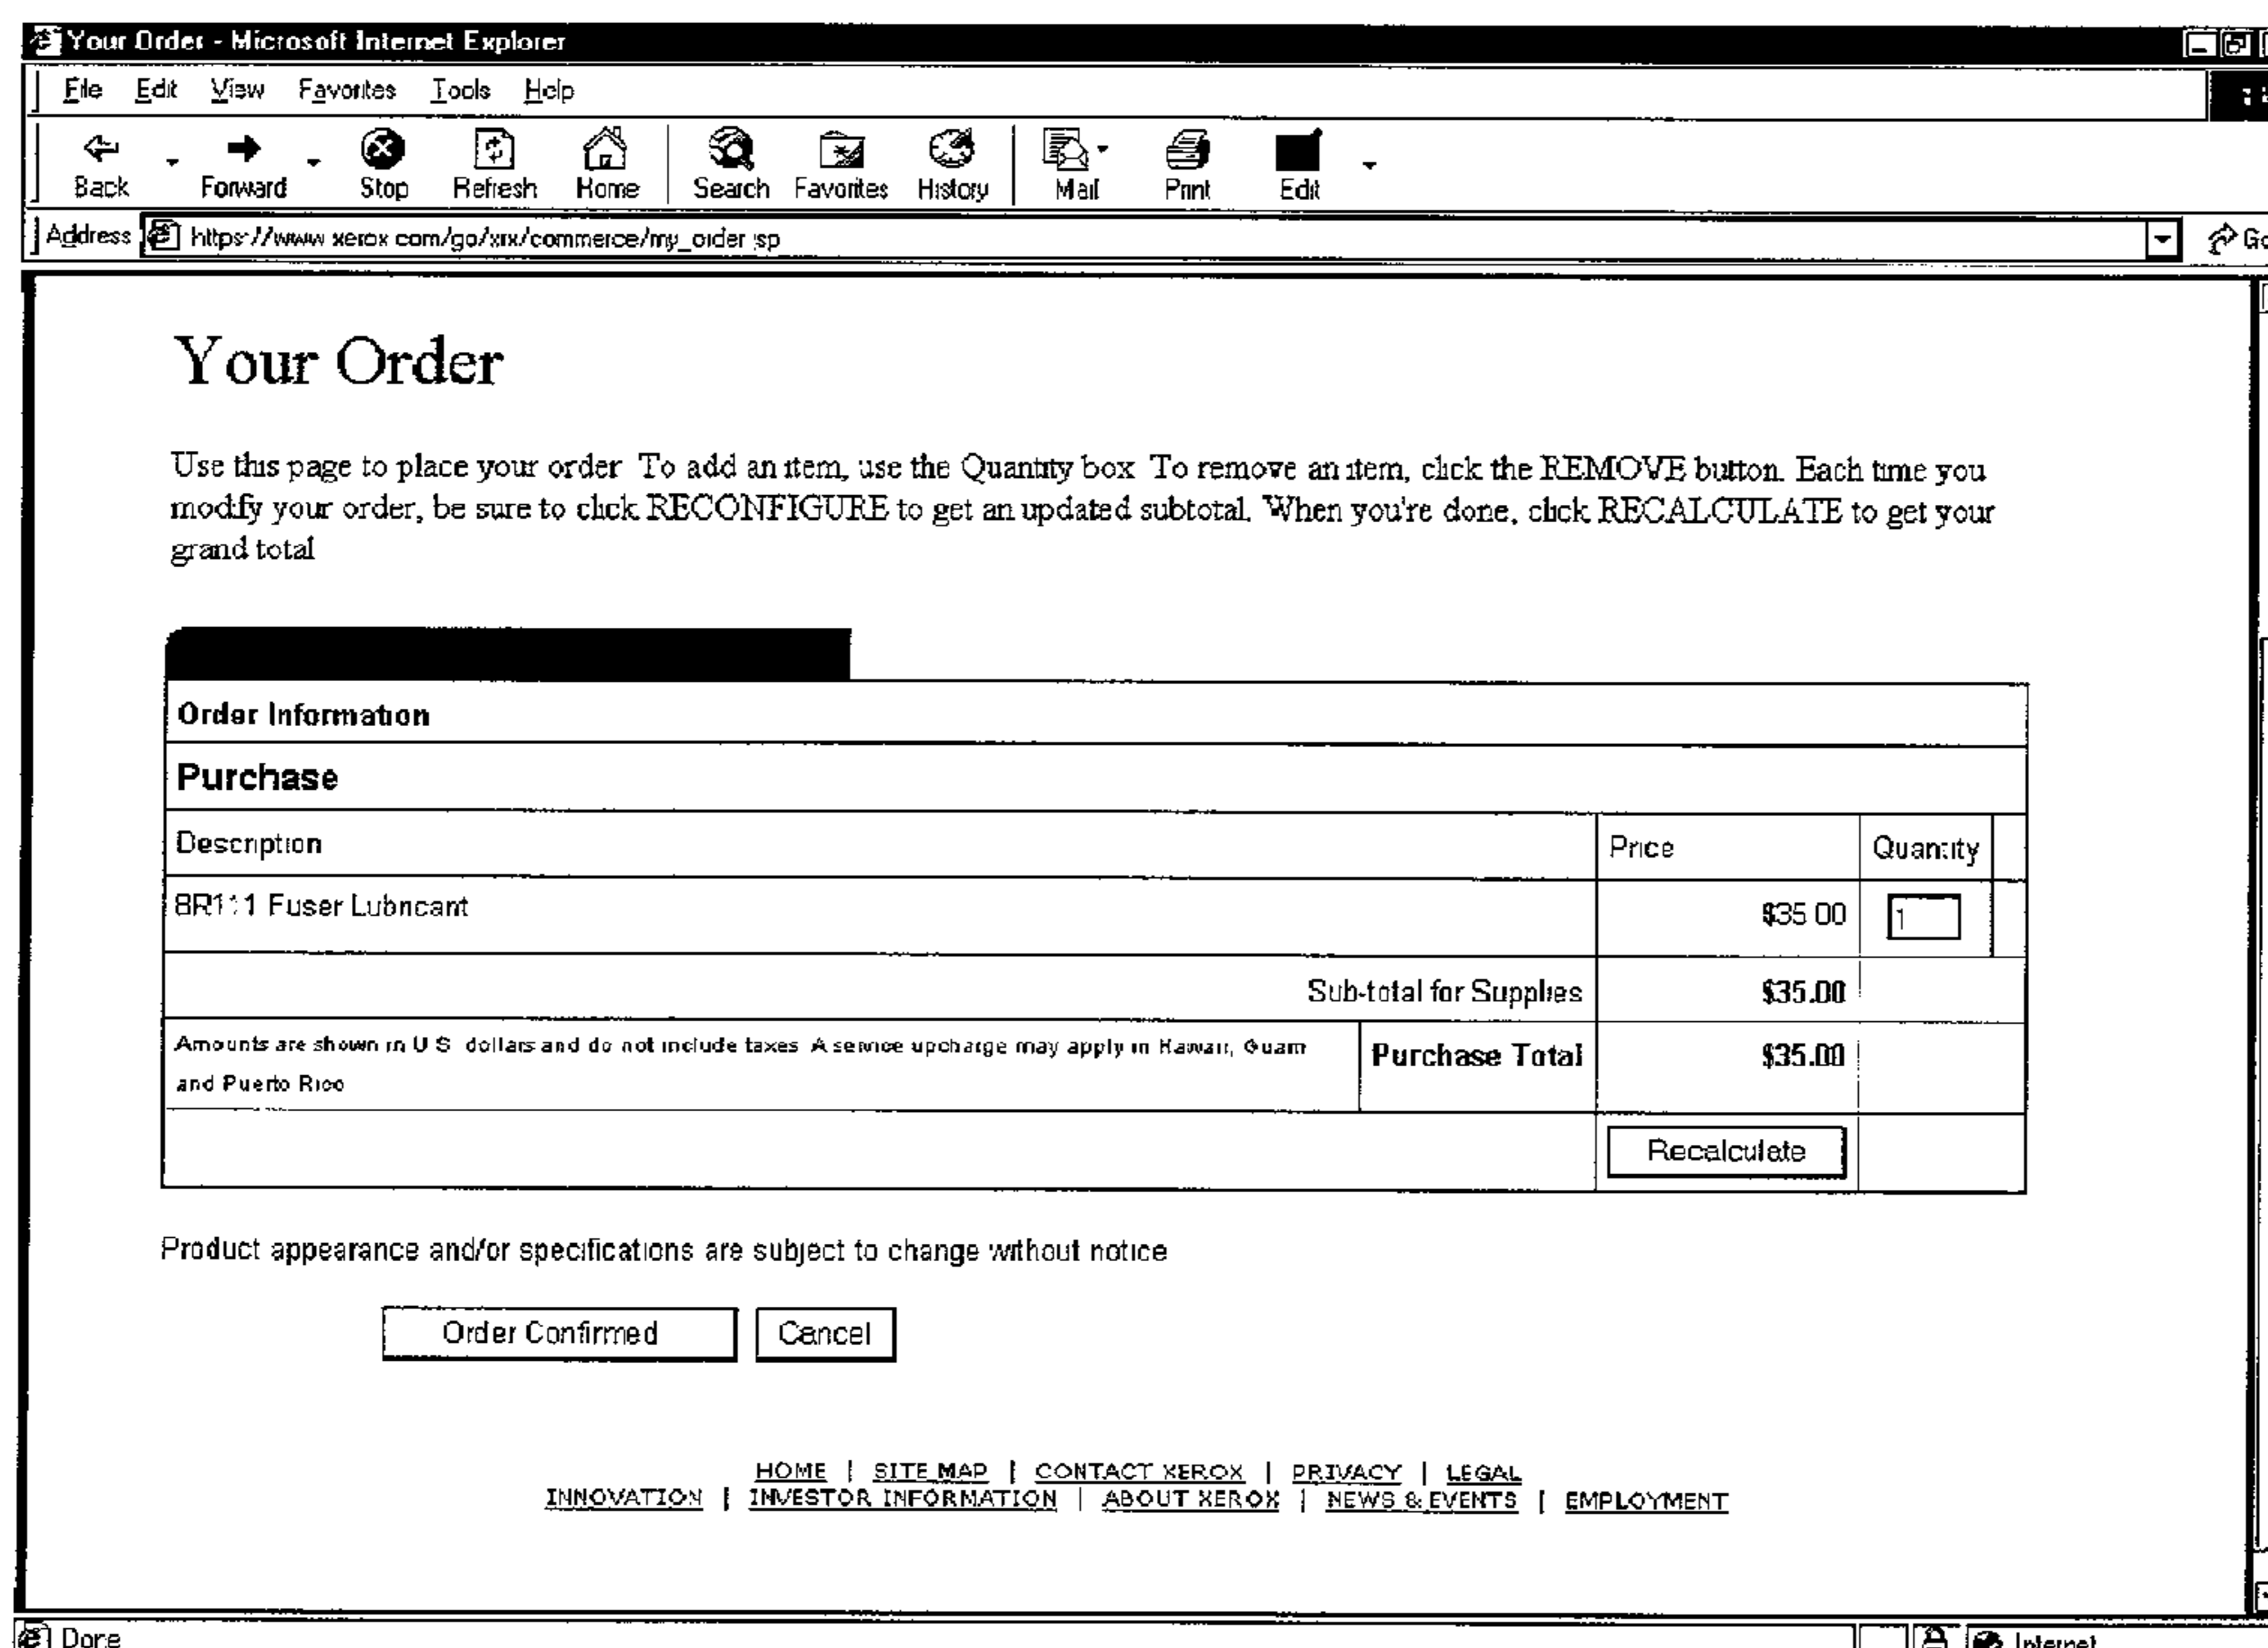 Your Order - Microsoft Internet Explorer
File Edit View Favorites Tools Help
Back Forward Stop Refresh Home Search Favorites History Mail Print Edit
Address https://www xerox com/go/xrx/commerce/my_order jsp Go
Your Order
Use this page to place your order To add an item, use the Quantity box To remove an item, click the REMOVE button. Each time you
modify your order, be sure to click RECONFIGURE to get an updated subtotal. When you're done, click RECALCULATE to get your
grand total
Order Information
Purchase
Description Price Quantity
8R111 Fuser Lubricant $35 00 1
Sub-total for Supplies $35.00
Amounts are shown in U S dollars and do not include taxes A service upcharge may apply in Hawaii, Guam
and Puerto Rico
Purchase Total $35.00
Recalculate
Product appearance and/or specifications are subject to change without notice
Order Confirmed Cancel
HOME | SITE MAP | CONTACT XEROX | PRIVACY | LEGAL
INNOVATION | INVESTOR INFORMATION | ABOUT XEROX | NEWS & EVENTS | EMPLOYMENT
Done Internet